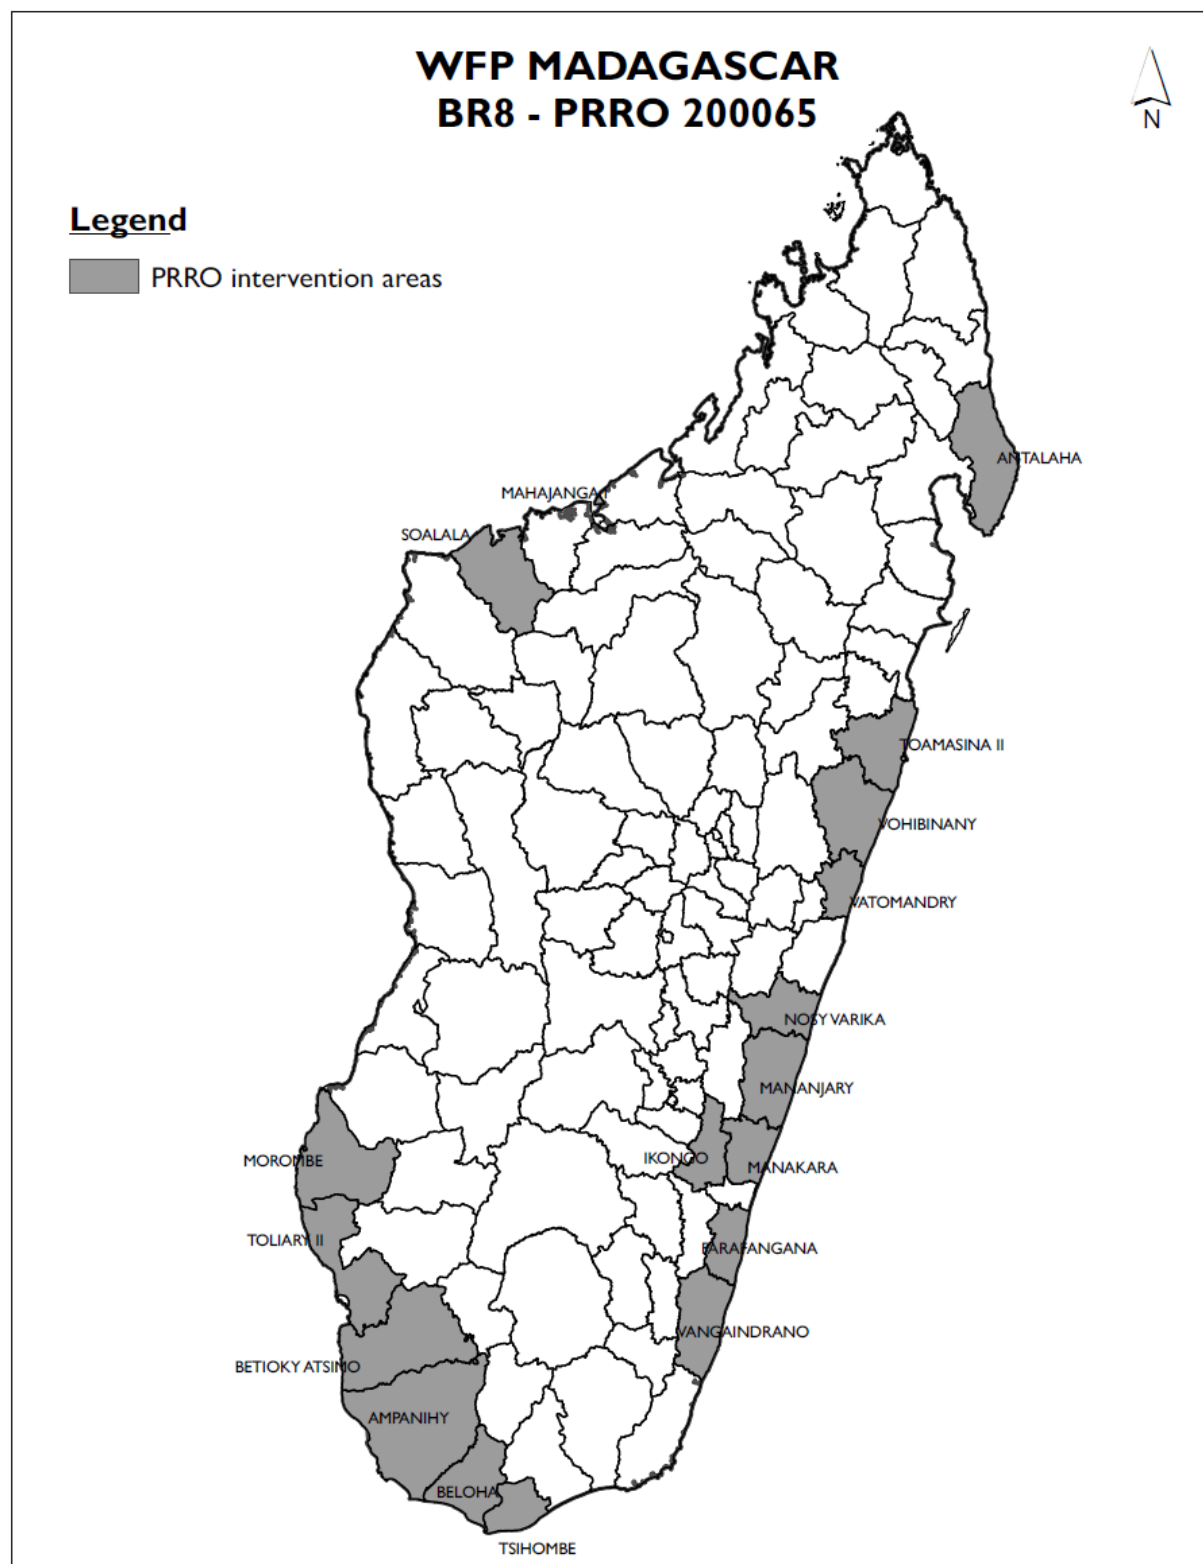 WFP MADAGASCAR
BR8 - PRRO 200065
N
Legend
PRRO intervention areas
ANTALAHA
MAHAJANGA I
SOALALA
TOAMASINA II
VOHIBINANY
VATOMANDRY
NOSY VARIKA
MANANJARY
IKONGO
MANAKARA
MOROMBE
TOLIARY II
FARAFANGANA
VANGAINDRANO
BETIOKY ATSIMO
AMPANIHY
BELOHA
TSIHOMBE